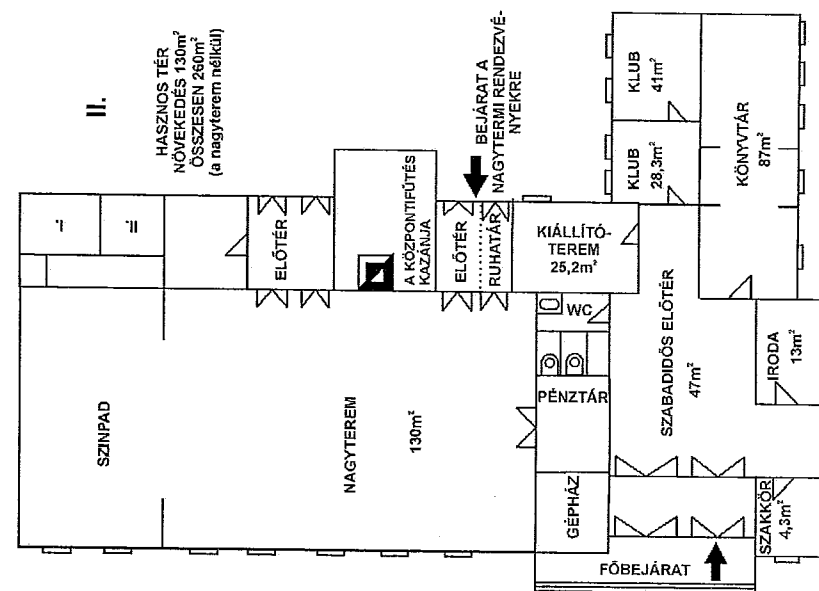 II.
HASZNOS TÉR
NÖVEKEDÉS 130m²
ÖSSZESEN 260m²
(a nagyterem nélkül)
BEJÁRAT A
NAGYTERMI RENDEZVÉ-
NYEKRE
KLUB
41m²
KLUB
28,3m²
KÖNYVTÁR
87m²
I.
II.
ELŐTÉR
A KÖZPONTIFŰTÉS
KAZÁNJA
ELŐTÉR
RUHATÁR
KIÁLLÍTÓ-
TEREM
25,2m²
WC
SZABADIDŐS ELŐTÉR
47m²
IRODA
13m²
SZINPAD
NAGYTEREM
130m²
PÉNZTÁR
GÉPHÁZ
SZAKKÖR
4,3m²
FŐBEJÁRAT